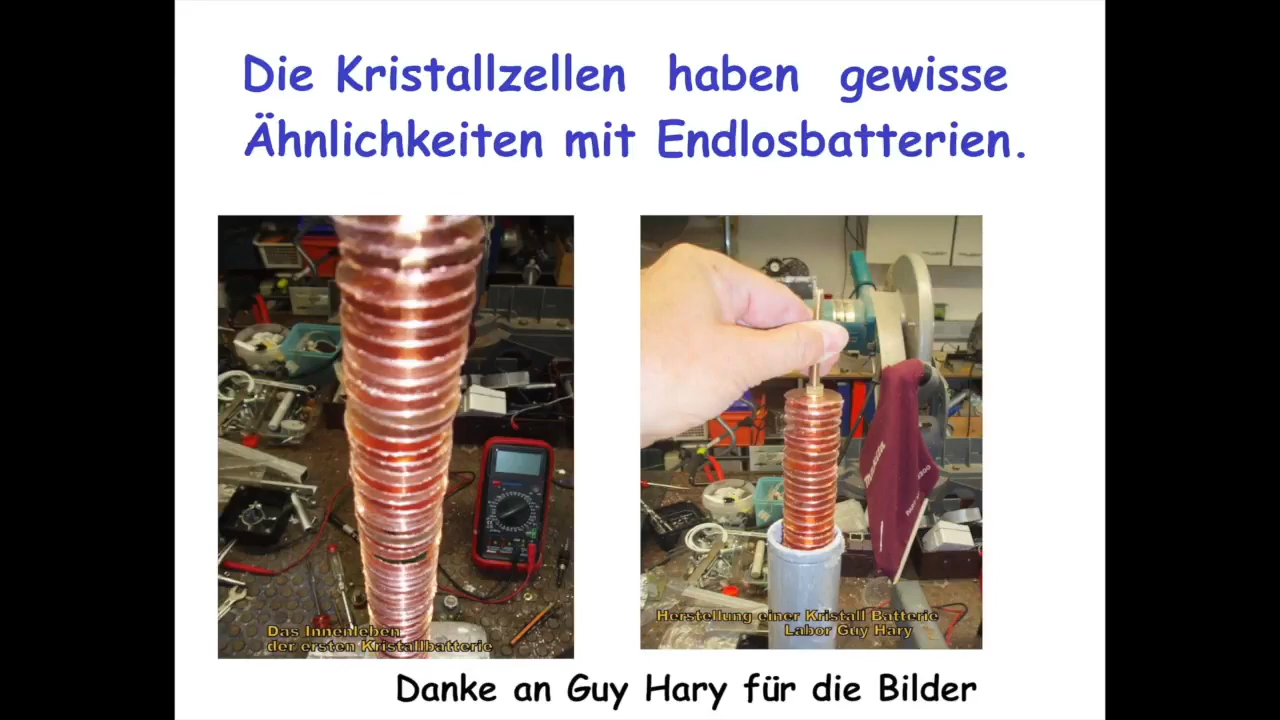 Die Kristallzellen haben gewisse
Ähnlichkeiten mit Endlosbatterien.
Das Innenleben
der ersten Kristallbatterie
Herstellung einer Kristall Batterie
Labor Guy Hary
Danke an Guy Hary für die Bilder